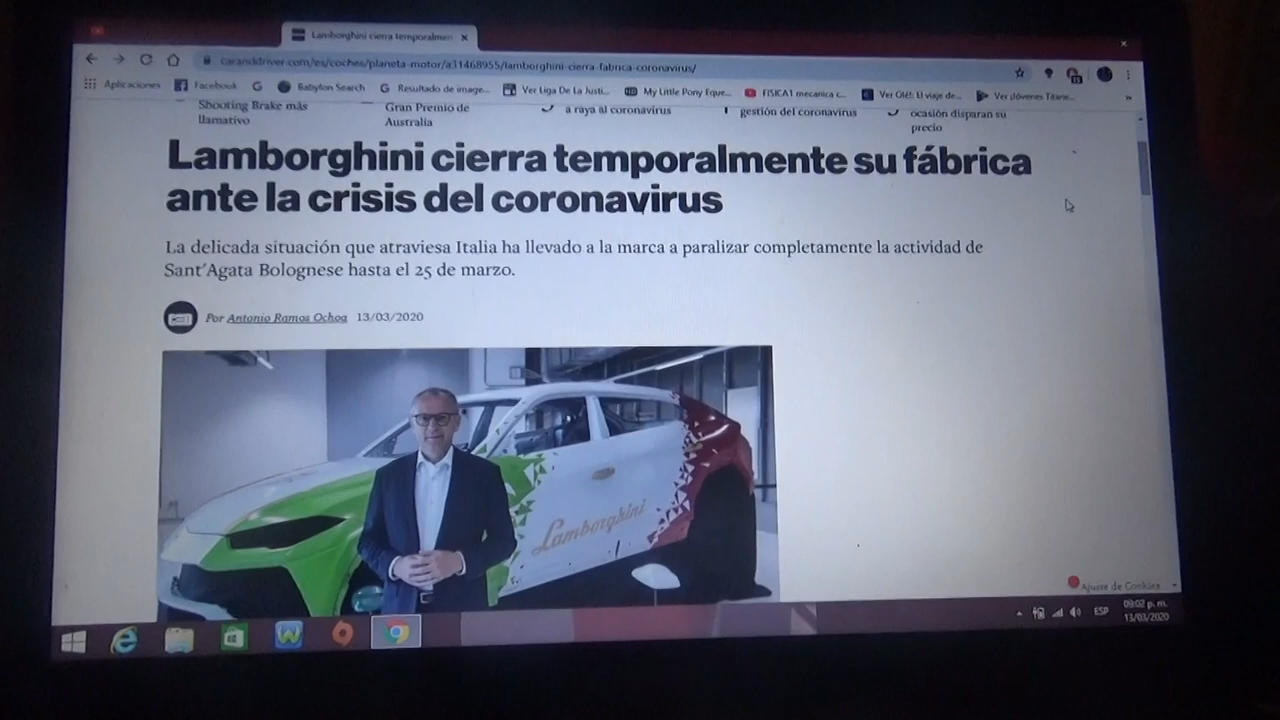 Lamborghini cierra temporalmen
caranddriver.com/es/coches/planeta-motor/a31468955/lamborghini-cierra-fabrica-coronavirus/
Aplicaciones Facebook Babylon Search Resultado de image... Ver Liga De La Justi... My Little Pony Eque... FISICA1 mecanica c... Ver Olé!: El viaje de... Ver Jóvenes Titane...
Shooting Brake más Gran Premio de a raya al coronavirus gestión del coronavirus ocasión disparan su
llamativo Australia precio
Lamborghini cierra temporalmente su fábrica
ante la crisis del coronavirus
La delicada situación que atraviesa Italia ha llevado a la marca a paralizar completamente la actividad de
Sant'Agata Bolognese hasta el 25 de marzo.
Por Antonio Ramos Ochoa 13/03/2020
Lamborghini
Ajuste de Cookies
ESP 09:02 p. m.
13/03/2020